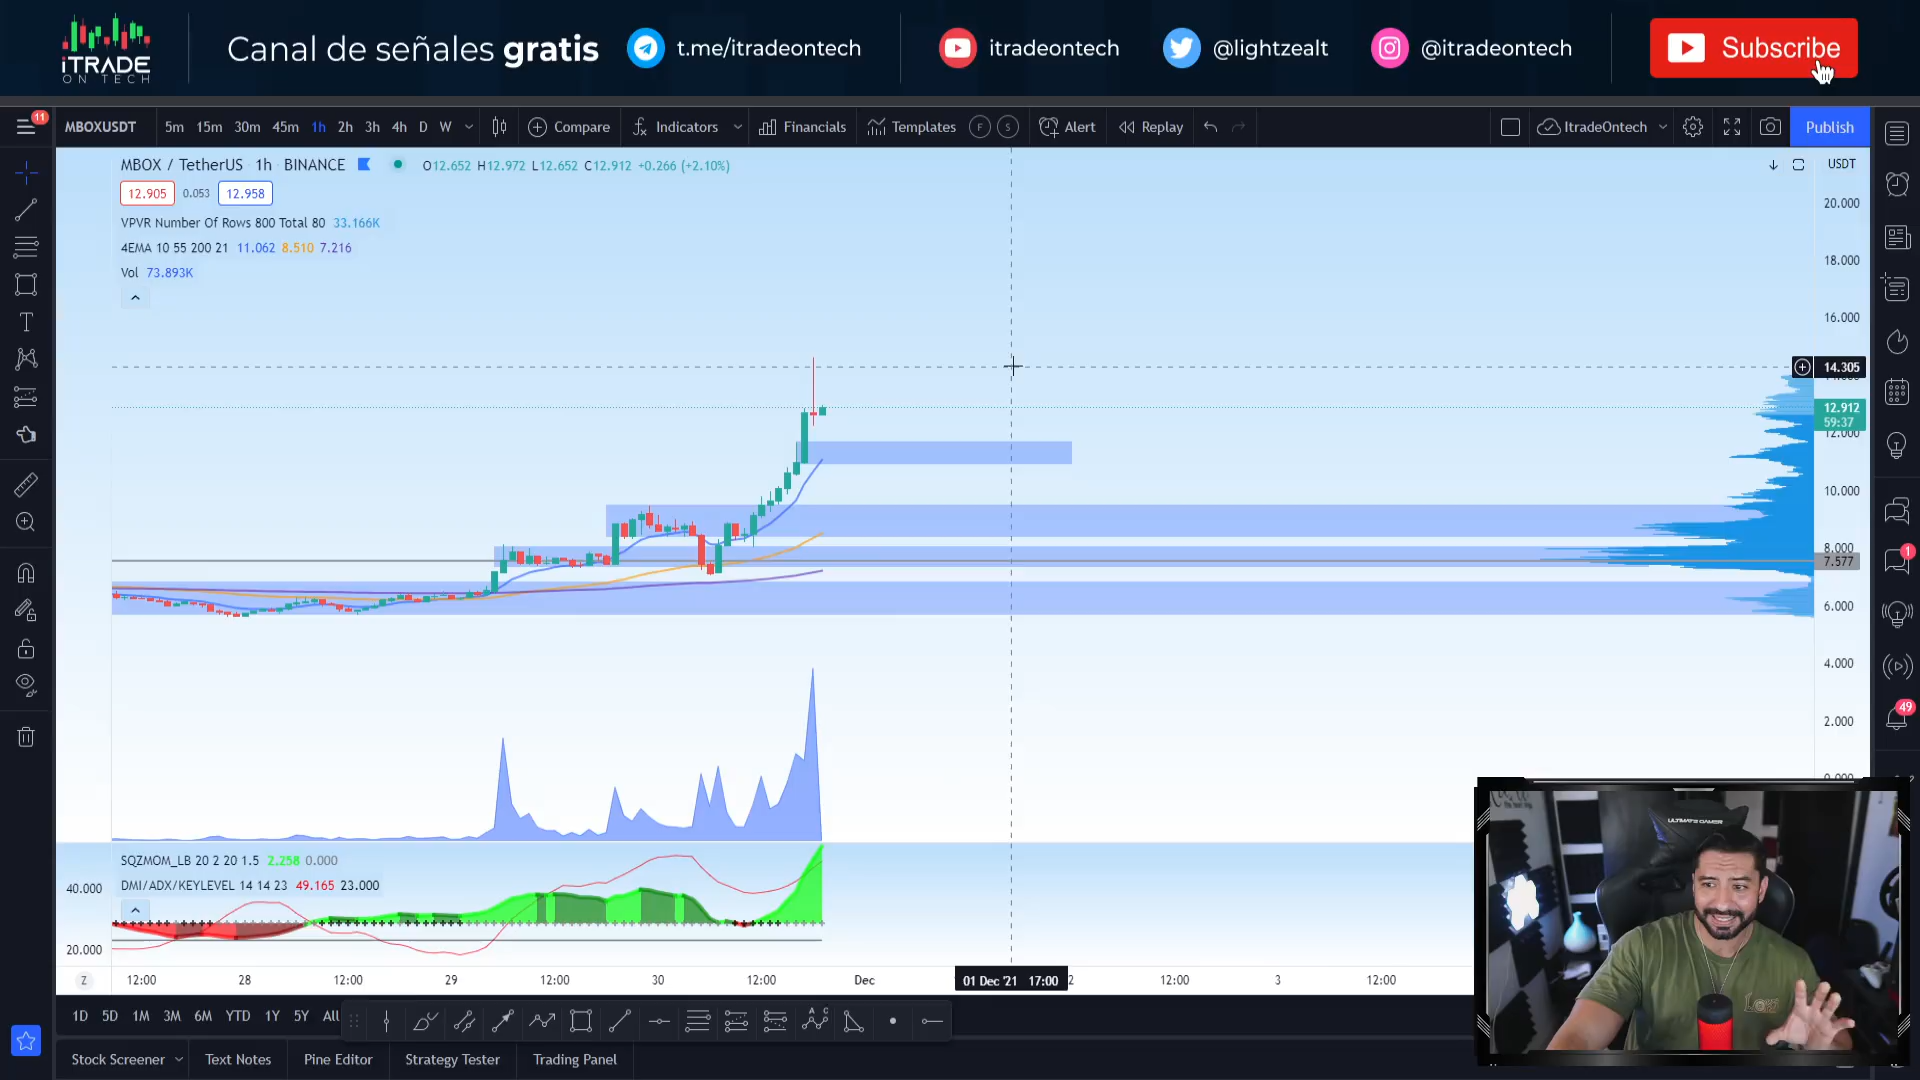 iTRADE
ON TECH
Canal de señales gratis
t.me/itradeontech
itradeontech
@lightzealt
@itradeontech
Subscribe
11
MBOXUSDT
5m 15m 30m 45m 1h 2h 3h 4h D W
Compare
Indicators
Financials
Templates
F
S
Alert
Replay
ItradeOntech
Publish
MBOX / TetherUS 1h BINANCE
O12.652 H12.972 L12.652 C12.912 +0.266 (+2.10%)
USDT
12.905 0.053 12.958
VPVR Number Of Rows 800 Total 80 33.166K
4EMA 10 55 200 21 11.062 8.510 7.216
Vol 73.893K
20.000
18.000
16.000
14.305
12.912
59:37
12.000
10.000
8.000
7.577
6.000
4.000
2.000
1
49
SQZMOM_LB 20 2 20 1.5 2.258 0.000
DMI/ADX/KEYLEVEL 14 14 23 49.165 23.000
40.000
20.000
Z
12:00 28 12:00 29 12:00 30 12:00 Dec 01 Dec '21 17:00 2 12:00 3 12:00
1D 5D 1M 3M 6M YTD 1Y 5Y All
Stock Screener Text Notes Pine Editor Strategy Tester Trading Panel
ULTIMATE GAMER